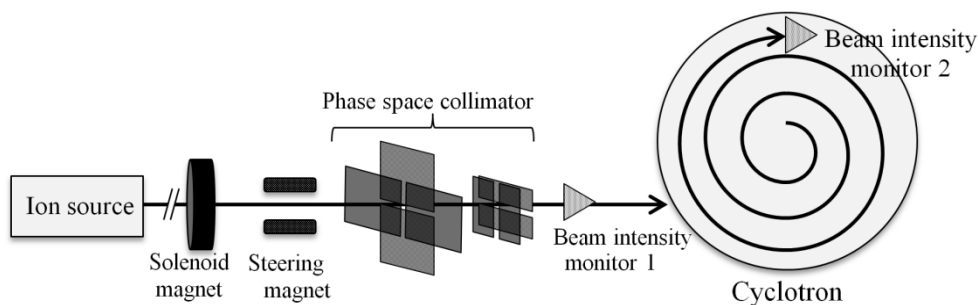 Ion source
Solenoid
magnet
Steering
magnet
Phase space collimator
Beam intensity
monitor 1
Beam intensity
monitor 2
Cyclotron